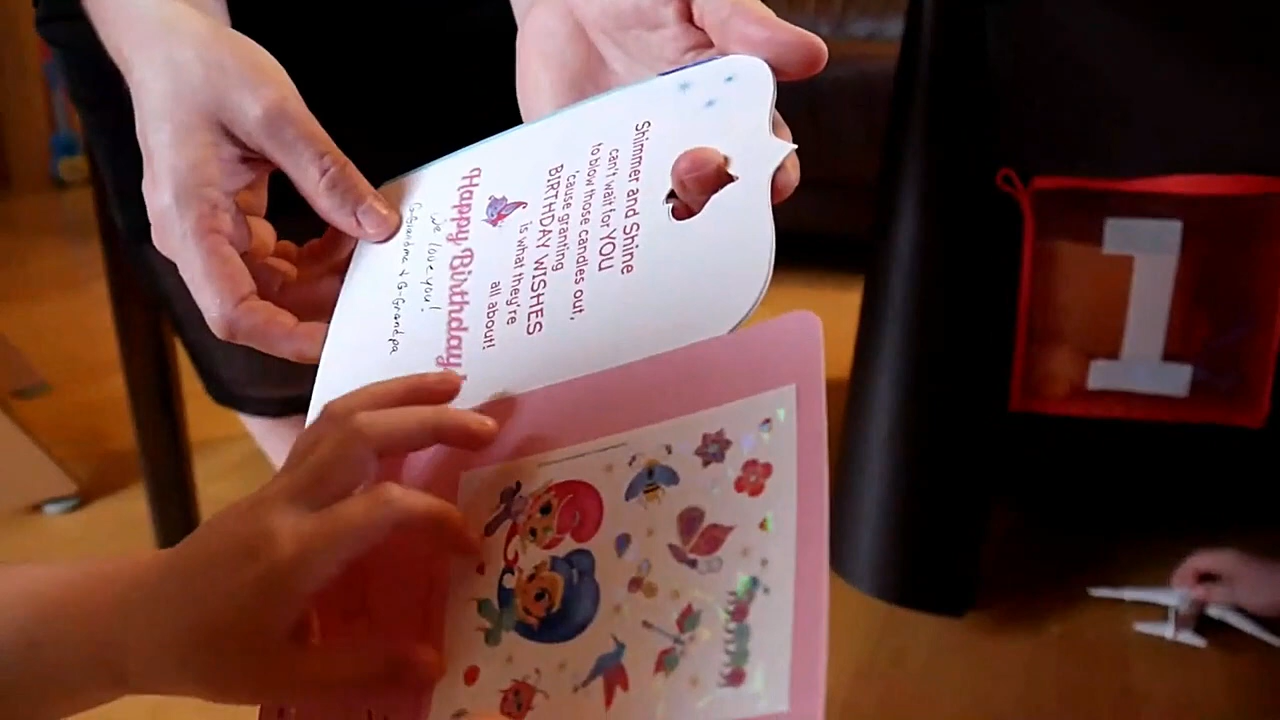 Shimmer and Shine
can't wait for YOU
to blow those candles out,
'cause granting
BIRTHDAY WISHES
is what they're
all about!
Happy Birthday!
We love you!
G-Grandma & G-Grandpa
1